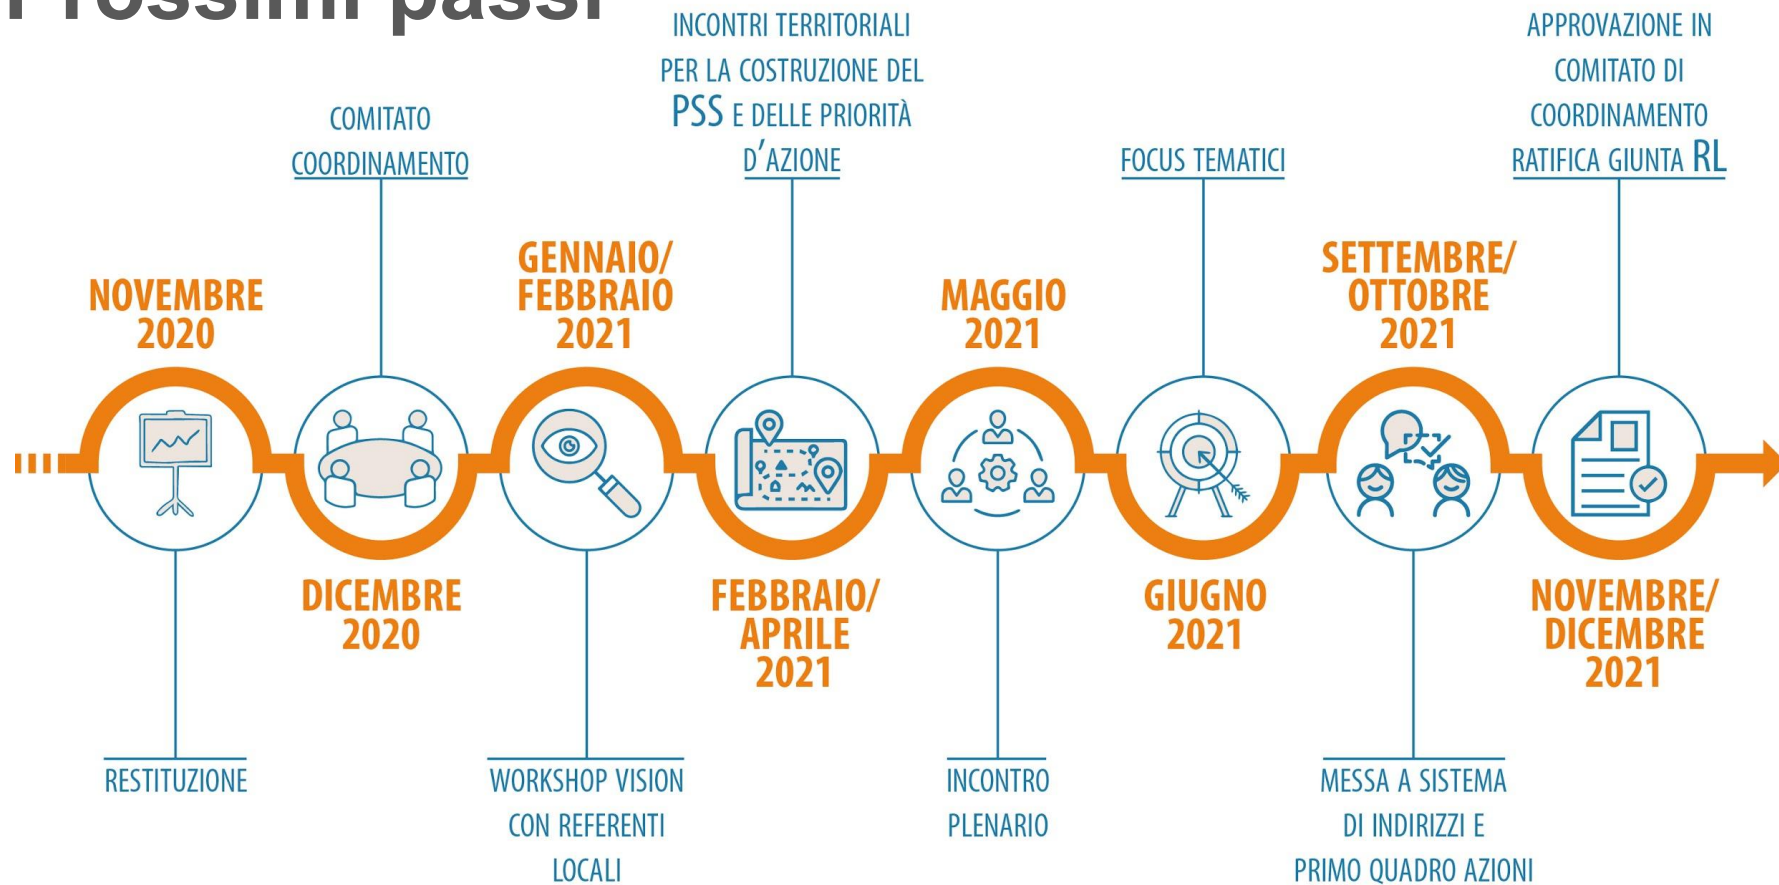 Prossimi passi
NOVEMBRE
2020
RESTITUZIONE
COMITATO
COORDINAMENTO
DICEMBRE
2020
GENNAIO/
FEBBRAIO
2021
WORKSHOP VISION
CON REFERENTI
LOCALI
INCONTRI TERRITORIALI
PER LA COSTRUZIONE DEL
PSS E DELLE PRIORITÀ
D'AZIONE
FEBBRAIO/
APRILE
2021
MAGGIO
2021
INCONTRO
PLENARIO
FOCUS TEMATICI
GIUGNO
2021
SETTEMBRE/
OTTOBRE
2021
MESSA A SISTEMA
DI INDIRIZZI E
PRIMO QUADRO AZIONI
APPROVAZIONE IN
COMITATO DI
COORDINAMENTO
RATIFICA GIUNTA RL
NOVEMBRE/
DICEMBRE
2021